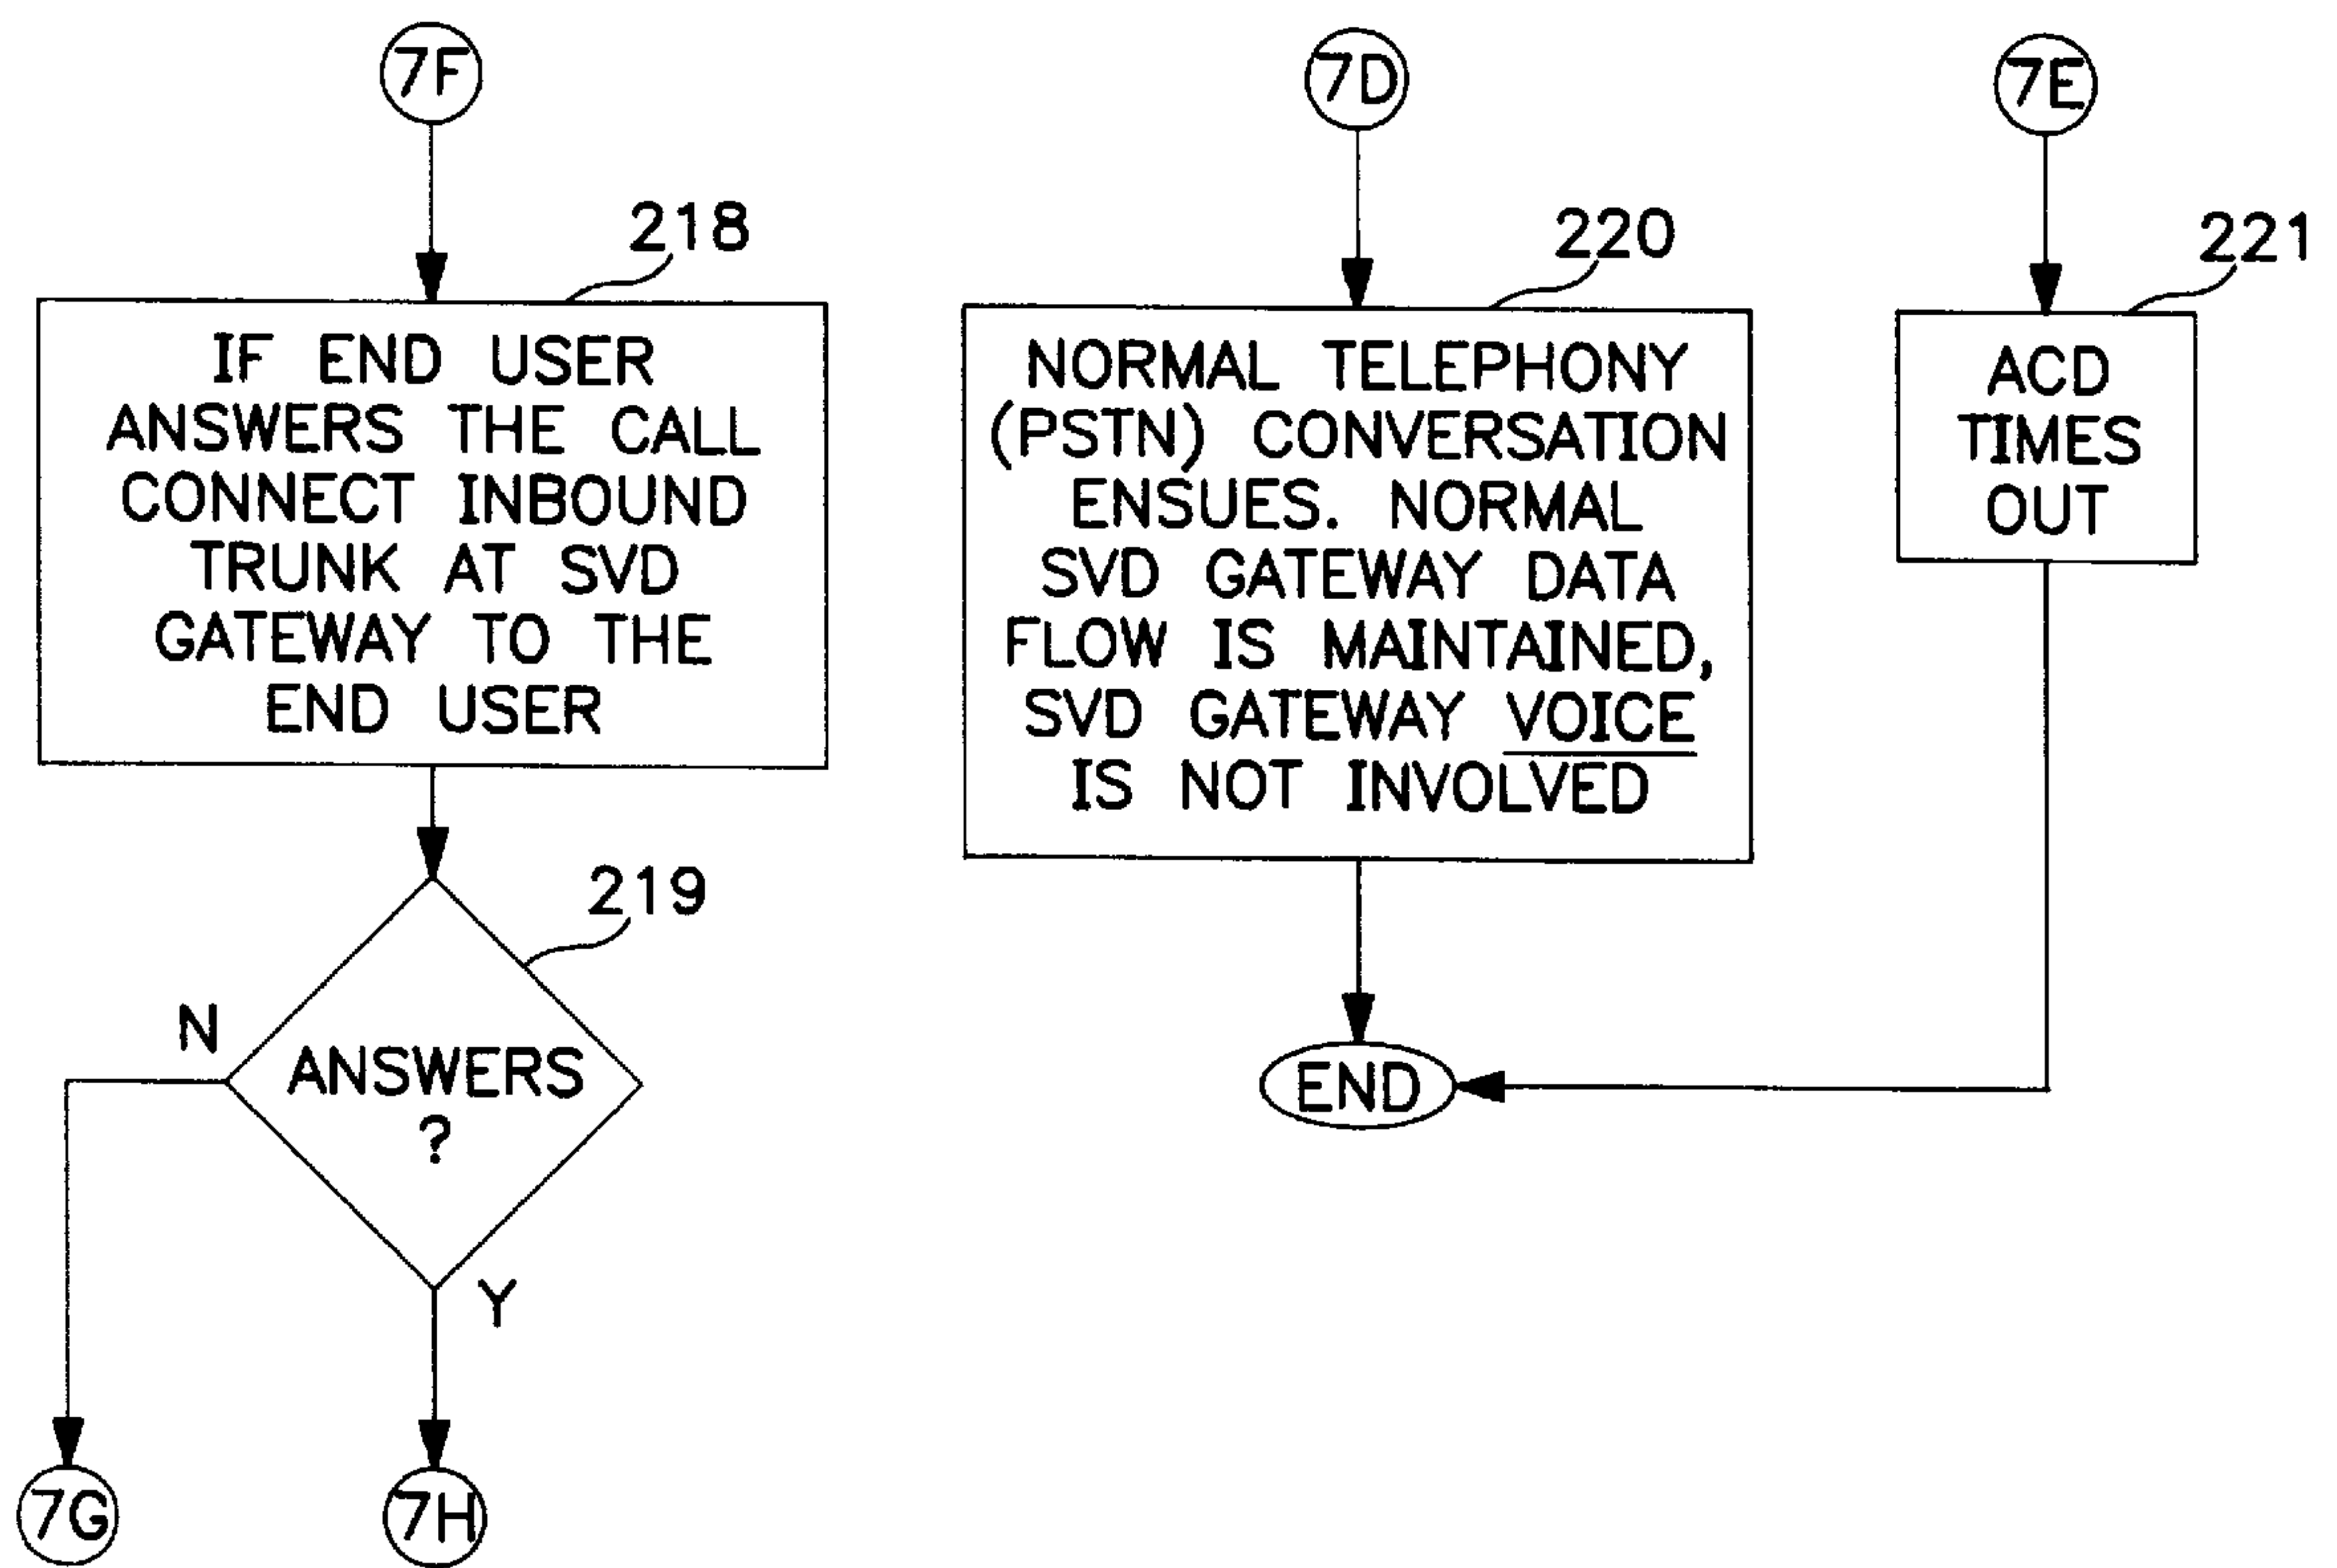 7F
218
IF END USER
ANSWERS THE CALL
CONNECT INBOUND
TRUNK AT SVD
GATEWAY TO THE
END USER
219
ANSWERS
?
N
Y
7G
7H
7D
220
NORMAL TELEPHONY
(PSTN) CONVERSATION
ENSUES. NORMAL
SVD GATEWAY DATA
FLOW IS MAINTAINED,
SVD GATEWAY VOICE
IS NOT INVOLVED
END
7E
221
ACD
TIMES
OUT